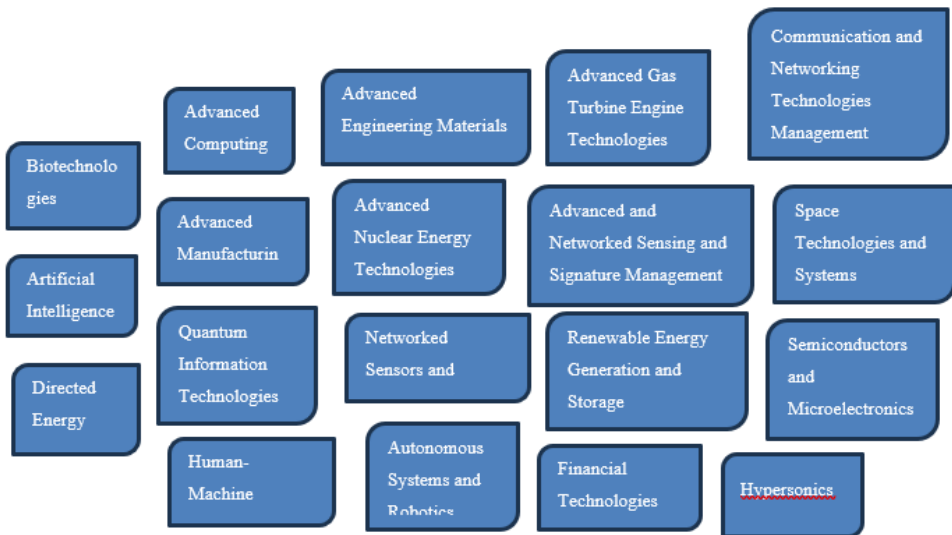 Communication and
Networking
Technologies
Management
Advanced Gas
Turbine Engine
Technologies
Advanced
Engineering Materials
Advanced
Computing
Biotechnolo
gies
Advanced
Manufacturin
Advanced
Nuclear Energy
Technologies
Advanced and
Networked Sensing and
Signature Management
Space
Technologies and
Systems
Artificial
Intelligence
Quantum
Information
Technologies
Networked
Sensors and
Renewable Energy
Generation and
Storage
Semiconductors
and
Microelectronics
Directed
Energy
Human-
Machine
Autonomous
Systems and
Robotics
Financial
Technologies
Hypersonics